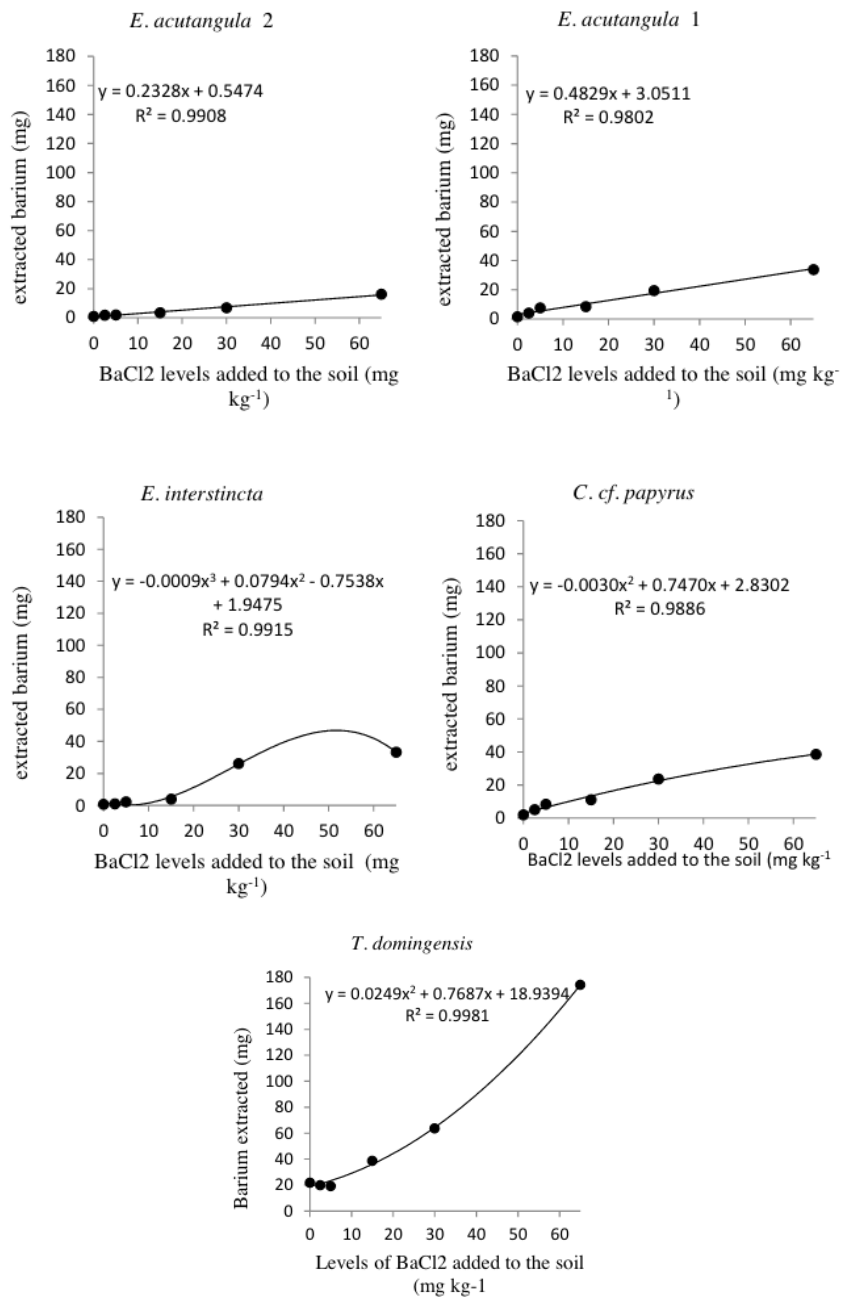 E. acutangula 2
180
160
140
120
100
80
60
40
20
0
y = 0.2328x + 0.5474
R² = 0.9908
extracted barium (mg)
0 10 20 30 40 50 60
BaCl2 levels added to the soil (mg
kg⁻¹)
E. acutangula 1
180
160
140
120
100
80
60
40
20
0
y = 0.4829x + 3.0511
R² = 0.9802
extracted barium (mg)
0 20 40 60
BaCl2 levels added to the soil (mg kg⁻
¹)
E. interstincta
180
160
140
120
100
80
60
40
20
0
y = -0.0009x³ + 0.0794x² - 0.7538x
+ 1.9475
R² = 0.9915
extracted barium (mg)
0 10 20 30 40 50 60
BaCl2 levels added to the soil (mg
kg⁻¹)
C. cf. papyrus
180
160
140
120
100
80
60
40
20
0
y = -0.0030x² + 0.7470x + 2.8302
R² = 0.9886
extracted barium (mg)
0 10 20 30 40 50 60
BaCl2 levels added to the soil (mg kg⁻¹
T. domingensis
180
160
140
120
100
80
60
40
20
0
y = 0.0249x² + 0.7687x + 18.9394
R² = 0.9981
Barium extracted (mg)
0 10 20 30 40 50 60
Levels of BaCl2 added to the soil
(mg kg-1